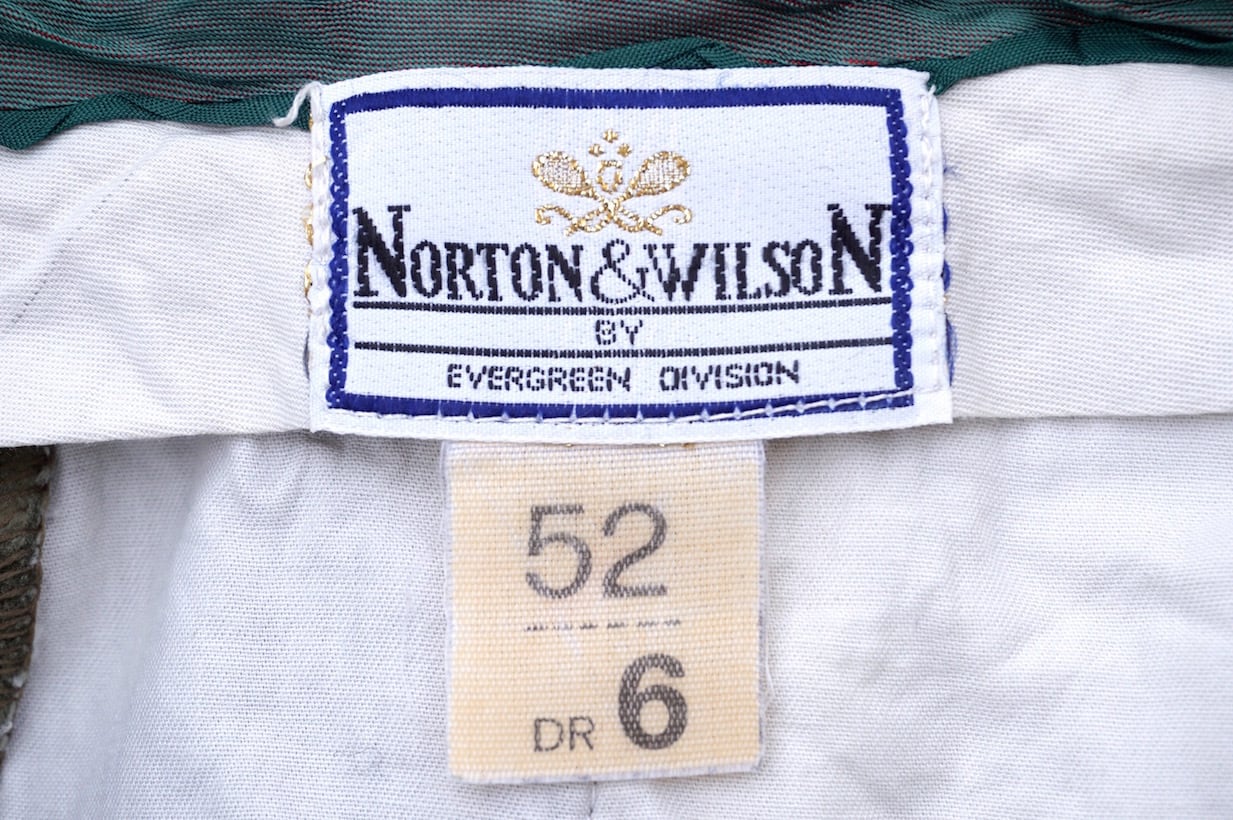 NORTON & WILSON
BY
EVERGREEN DIVISION
52
DR 6